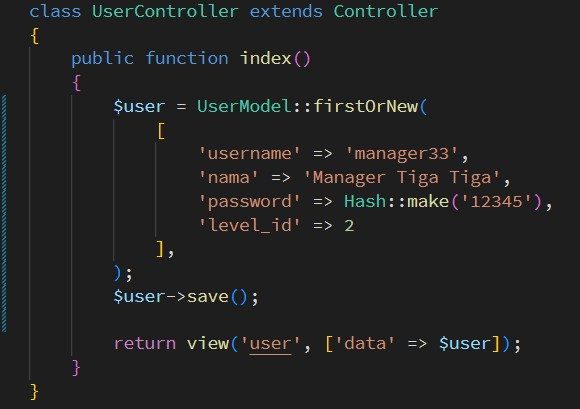 class UserController extends Controller
{
    public function index()
    {
        $user = UserModel::firstOrNew(
            [
                'username' => 'manager33',
                'nama' => 'Manager Tiga Tiga',
                'password' => Hash::make('12345'),
                'level_id' => 2
            ],
        );
        $user->save();

        return view('user', ['data' => $user]);
    }
}